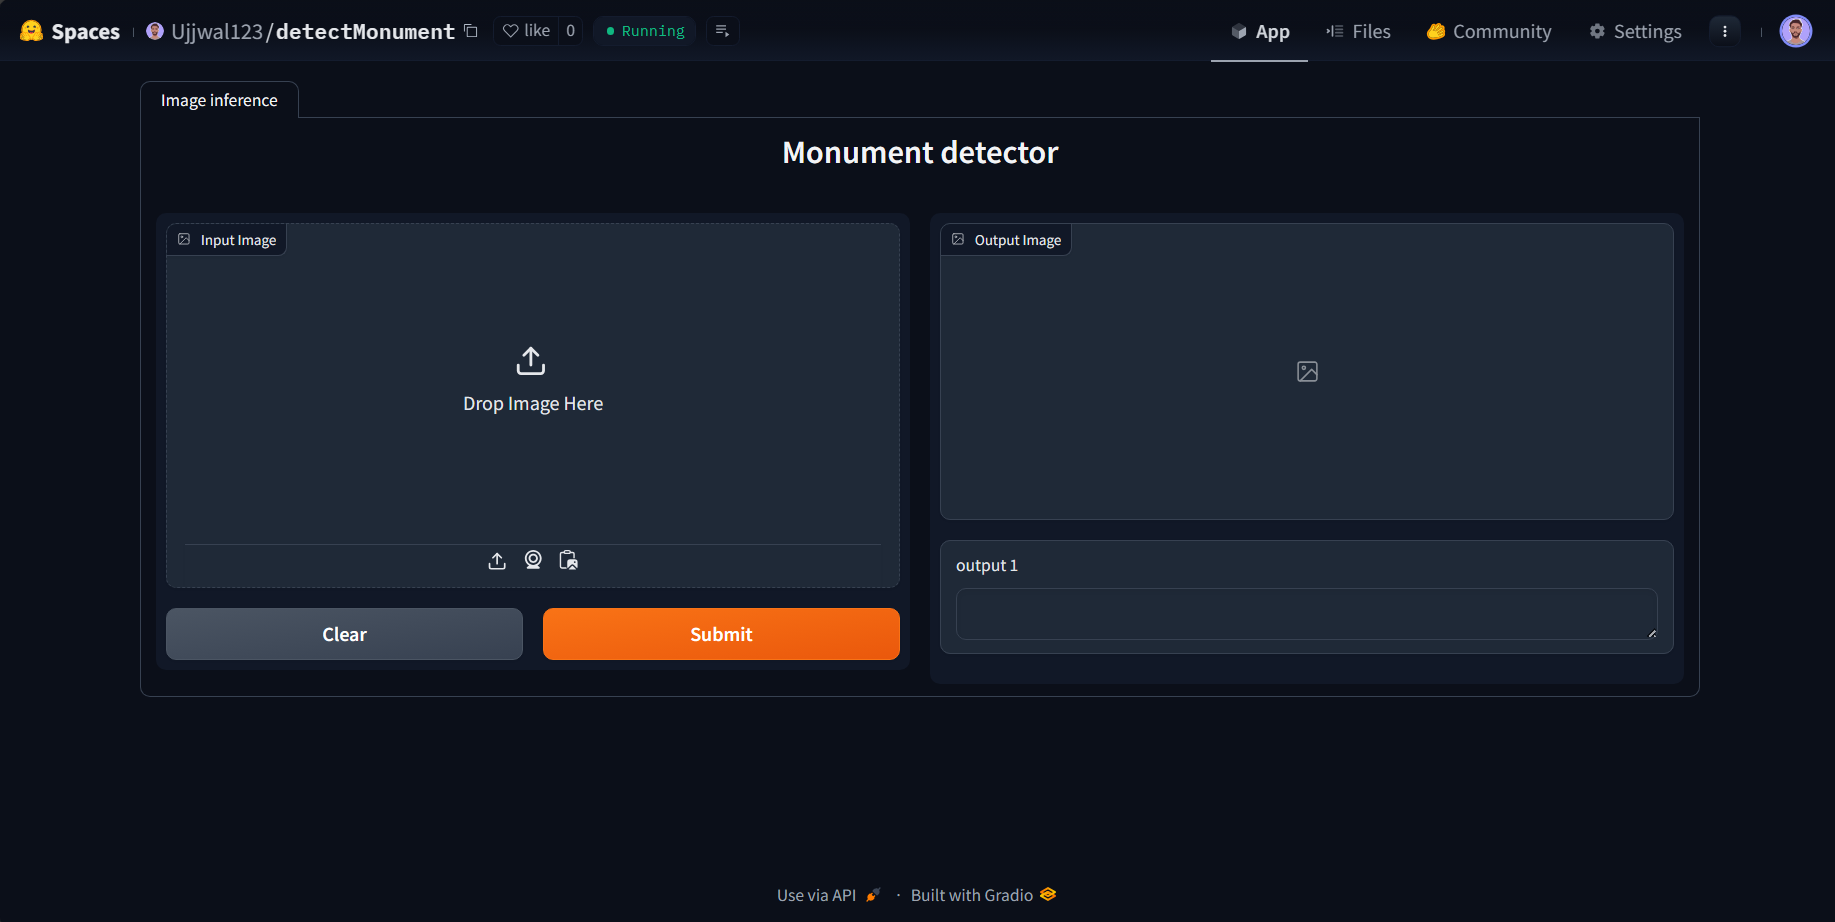 Spaces Ujjwal123/detectMonument like 0 Running App Files Community Settings
Image inference
Monument detector
Input Image
Drop Image Here
Clear Submit
Output Image
output 1
Use via API · Built with Gradio